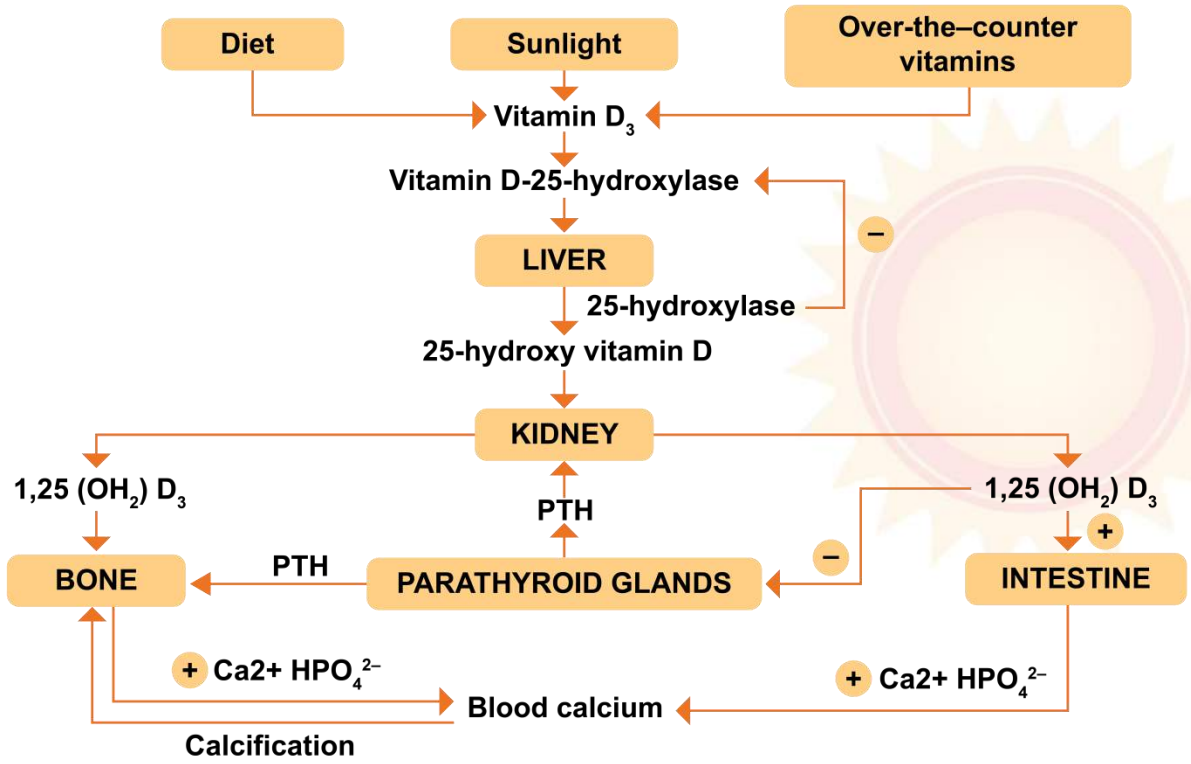 Diet
Sunlight
Over-the–counter
vitamins
Vitamin D₃
Vitamin D-25-hydroxylase
–
LIVER
25-hydroxylase
25-hydroxy vitamin D
KIDNEY
1,25 (OH₂) D₃
PTH
1,25 (OH₂) D₃
+
–
BONE
PTH
PARATHYROID GLANDS
INTESTINE
+ Ca2+ HPO₄²⁻
+ Ca2+ HPO₄²⁻
Blood calcium
Calcification